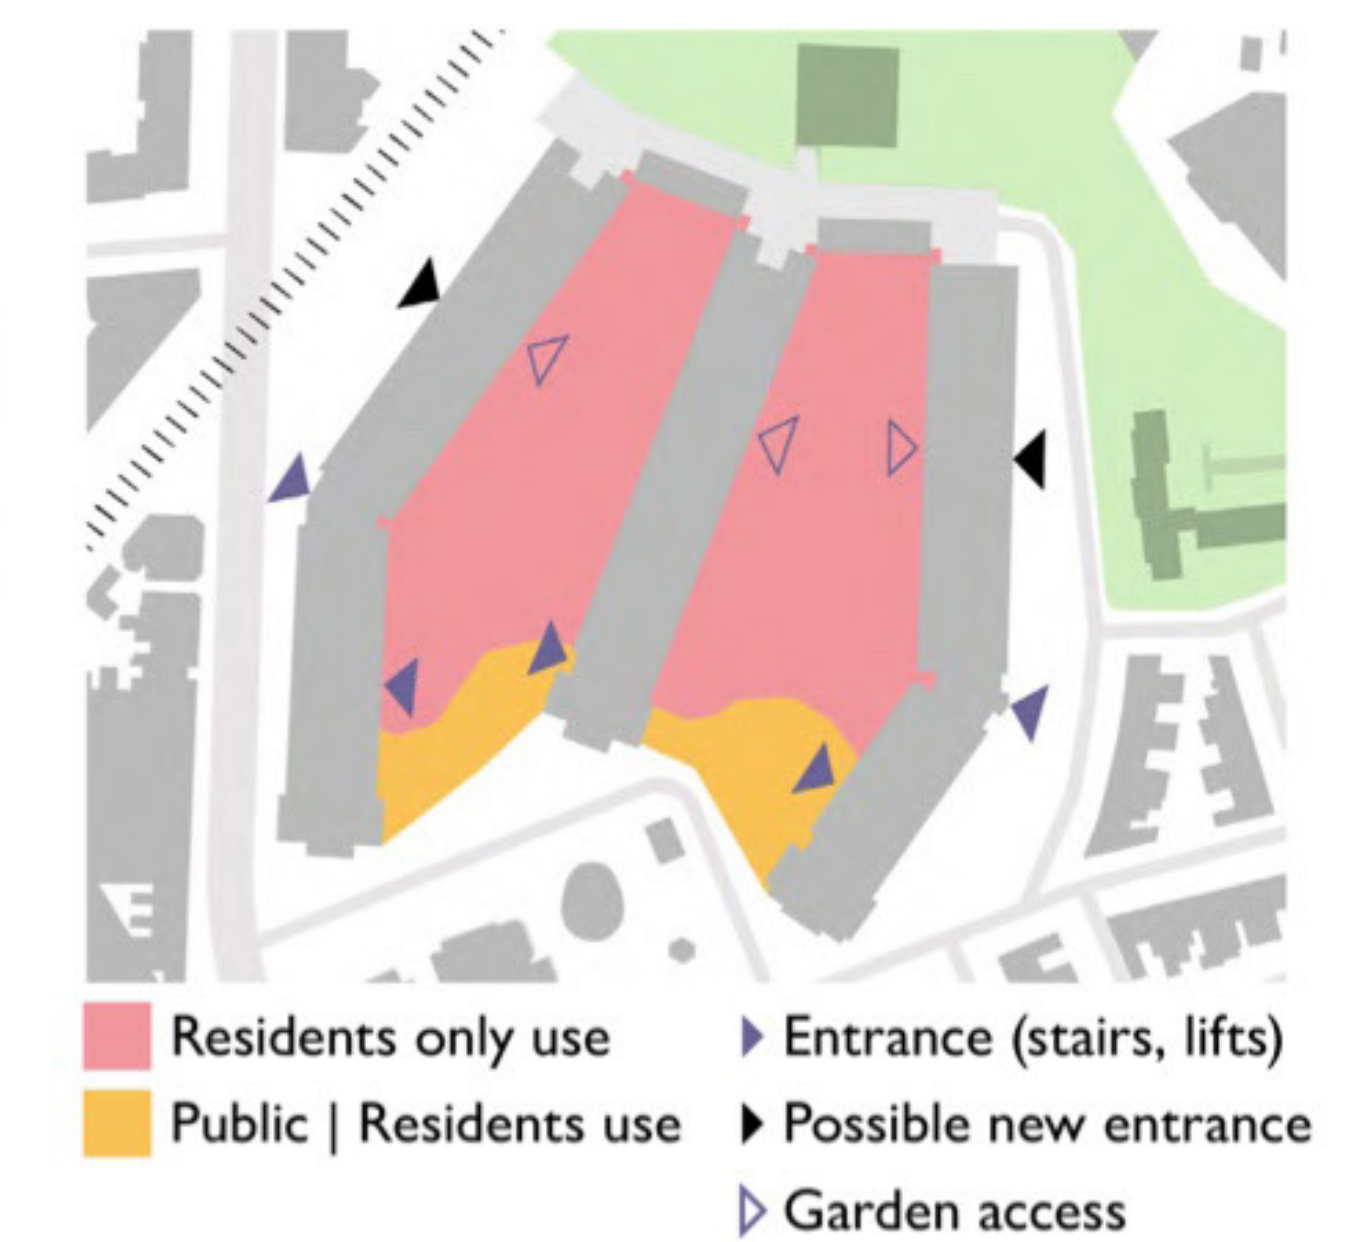 Residents only use
Public | Residents use
Entrance (stairs, lifts)
Possible new entrance
Garden access